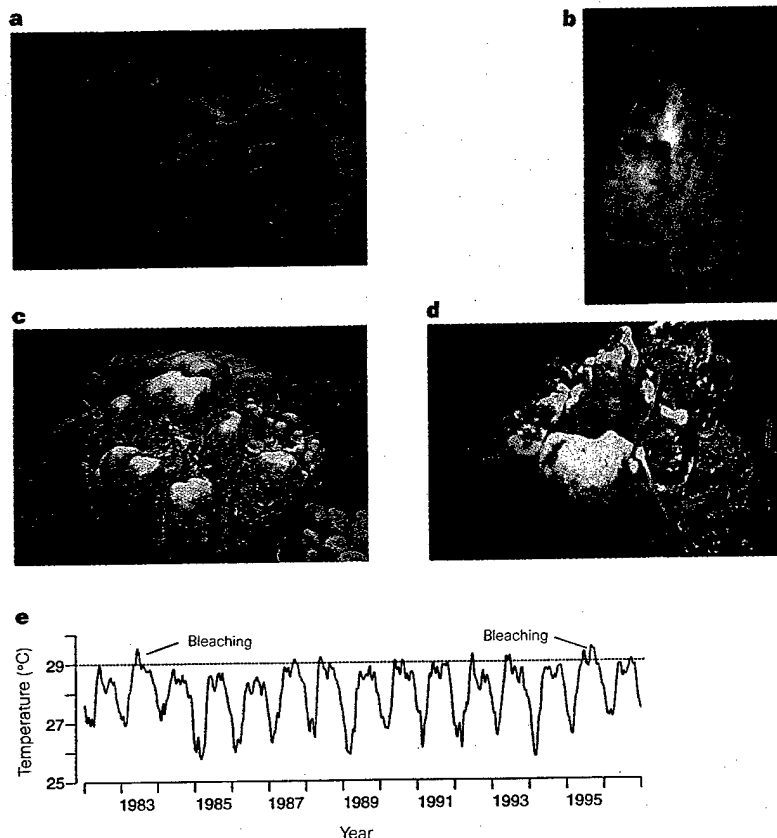 a
b
c
d
e
Bleaching
Bleaching
29
27
25
Temperature (°C)
1983
1985
1987
1989
1991
1993
1995
Year